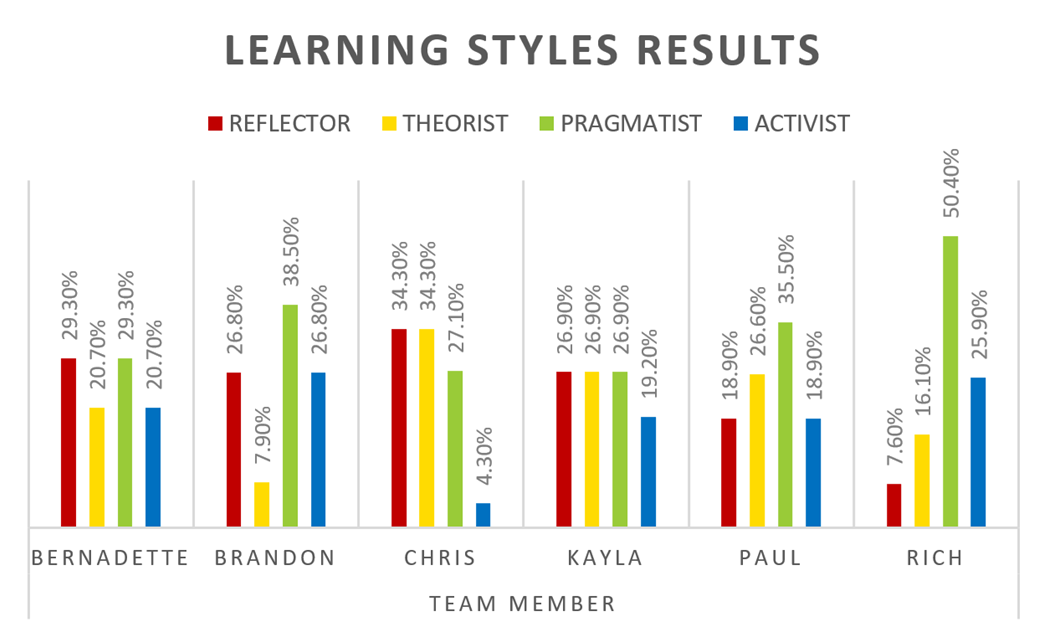 LEARNING STYLES RESULTS
REFLECTOR THEORIST PRAGMATIST ACTIVIST
29.30% 20.70% 29.30% 20.70%
26.80% 7.90% 38.50% 26.80%
34.30% 34.30% 27.10% 4.30%
26.90% 26.90% 26.90% 19.20%
18.90% 26.60% 35.50% 18.90%
7.60% 16.10% 50.40% 25.90%
BERNADETTE BRANDON CHRIS KAYLA PAUL RICH
TEAM MEMBER